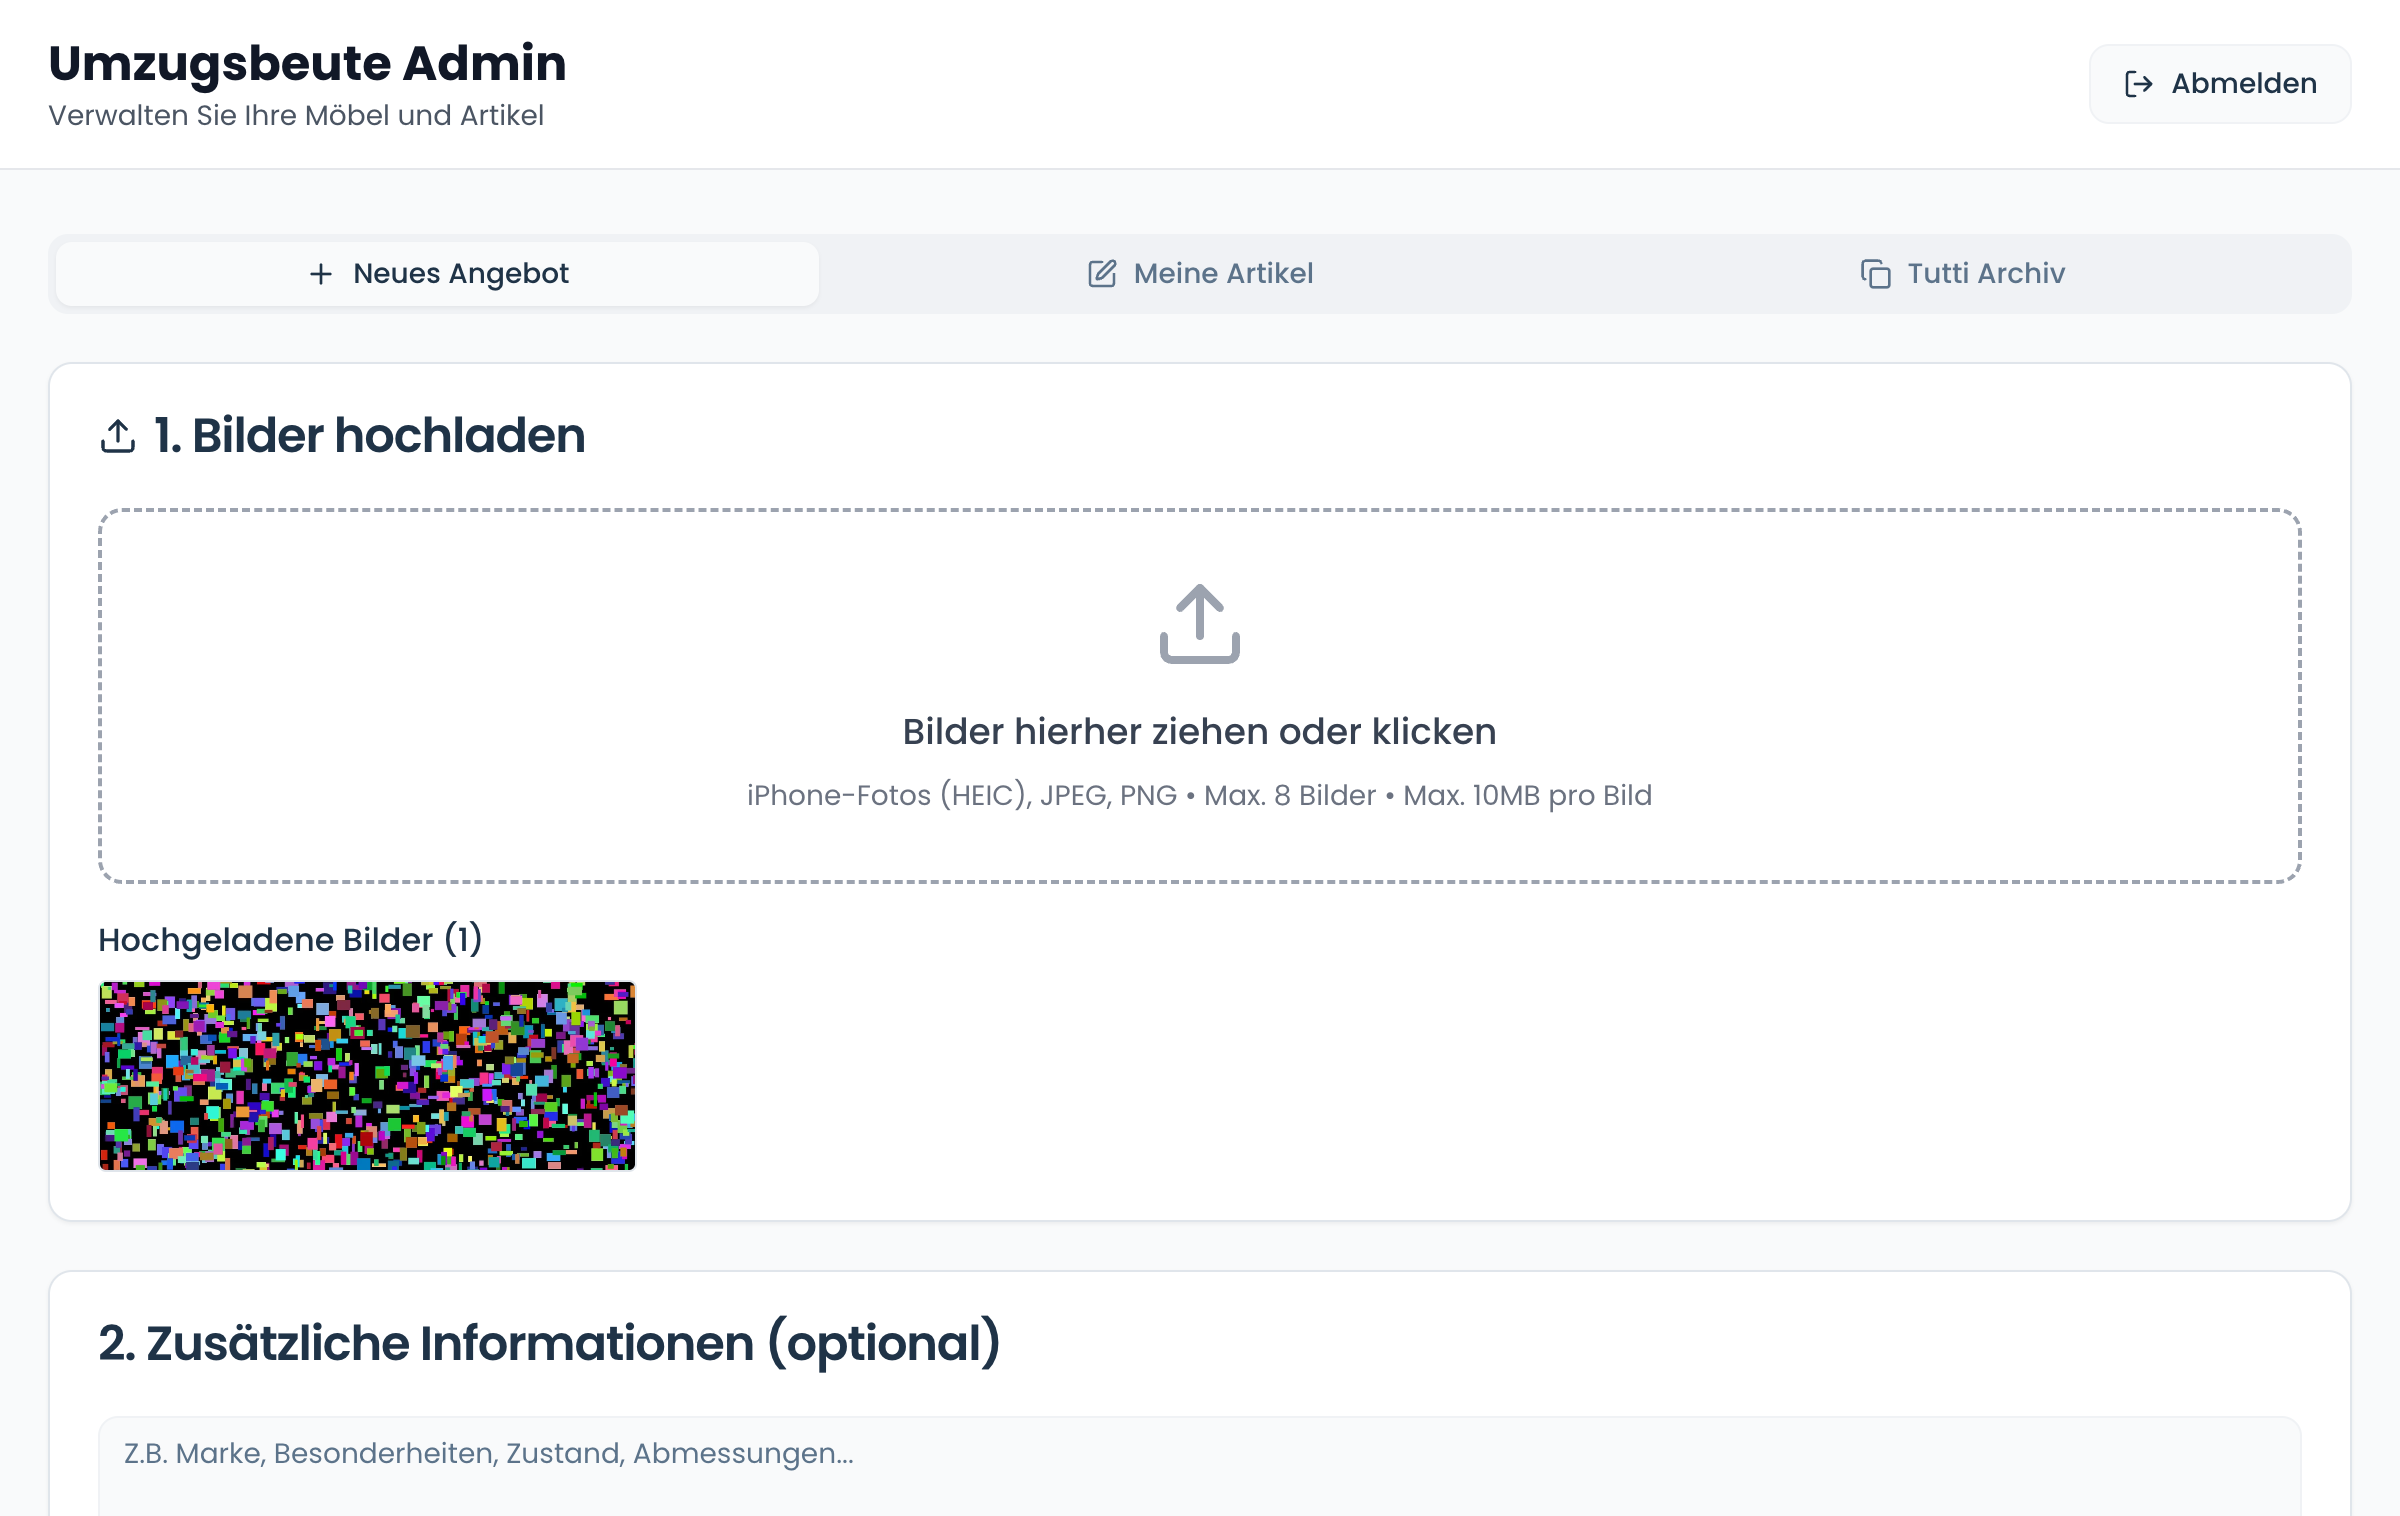 Umzugsbeute Admin
Verwalten Sie Ihre Möbel und Artikel
Abmelden
Neues Angebot
Meine Artikel
Tutti Archiv
1. Bilder hochladen
Bilder hierher ziehen oder klicken
iPhone-Fotos (HEIC), JPEG, PNG • Max. 8 Bilder • Max. 10MB pro Bild
Hochgeladene Bilder (1)
2. Zusätzliche Informationen (optional)
Z.B. Marke, Besonderheiten, Zustand, Abmessungen...